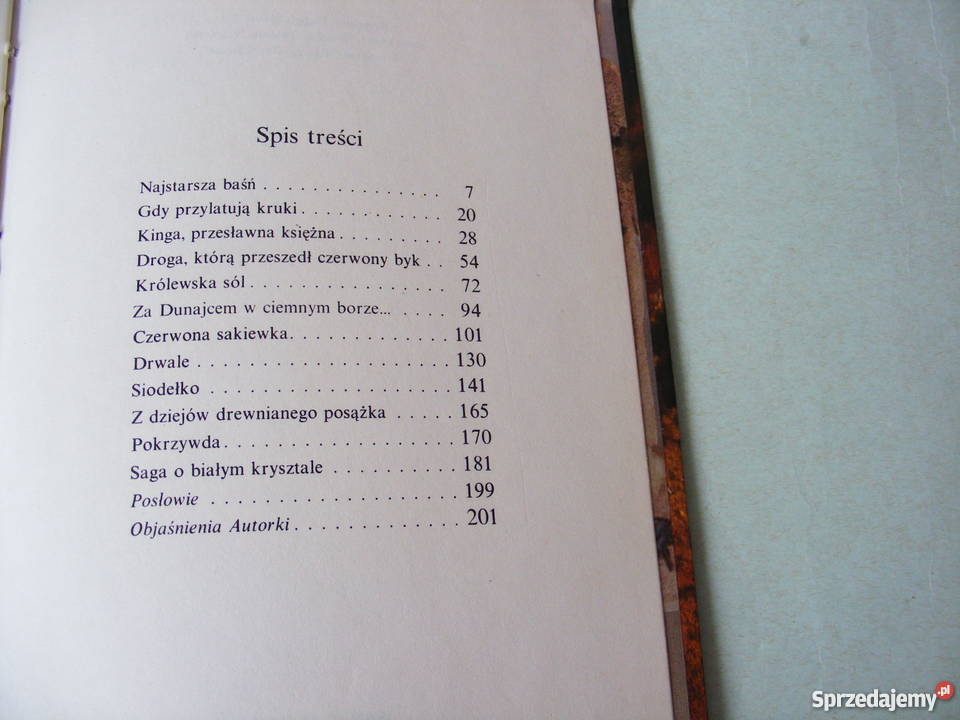 Spis treści
Najstarsza baśń . . . . . . . . . . . . . . . 7
Gdy przylatują kruki . . . . . . . . . . . . 20
Kinga, przesławna księżna . . . . . . . . . 28
Droga, którą przeszedł czerwony byk . . 54
Królewska sól . . . . . . . . . . . . . . . . 72
Za Dunajcem w ciemnym borze... . . . . 94
Czerwona sakiewka. . . . . . . . . . . . . 101
Drwale . . . . . . . . . . . . . . . . . . . . 130
Siodełko . . . . . . . . . . . . . . . . . . . 141
Z dziejów drewnianego posążka . . . . . 165
Pokrzywda . . . . . . . . . . . . . . . . . . 170
Saga o białym krysztale . . . . . . . . . . 181
Posłowie . . . . . . . . . . . . . . . . . . . 199
Objaśnienia Autorki . . . . . . . . . . . . . 201
Sprzedajemy.pl